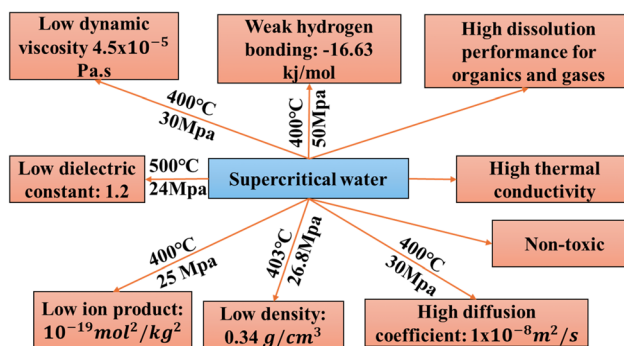 Low dynamic
viscosity 4.5x10⁻⁵
Pa.s
Weak hydrogen
bonding: -16.63
kj/mol
High dissolution
performance for
organics and gases
400°C
30Mpa
400°C
50Mpa
Low dielectric
constant: 1.2
500°C
24Mpa
Supercritical water
High thermal
conductivity
Non-toxic
400°C
25 Mpa
403°C
26.8Mpa
400°C
30Mpa
Low ion product:
10⁻¹⁹mol²/kg²
Low density:
0.34 g/cm³
High diffusion
coefficient: 1x10⁻⁸m²/s